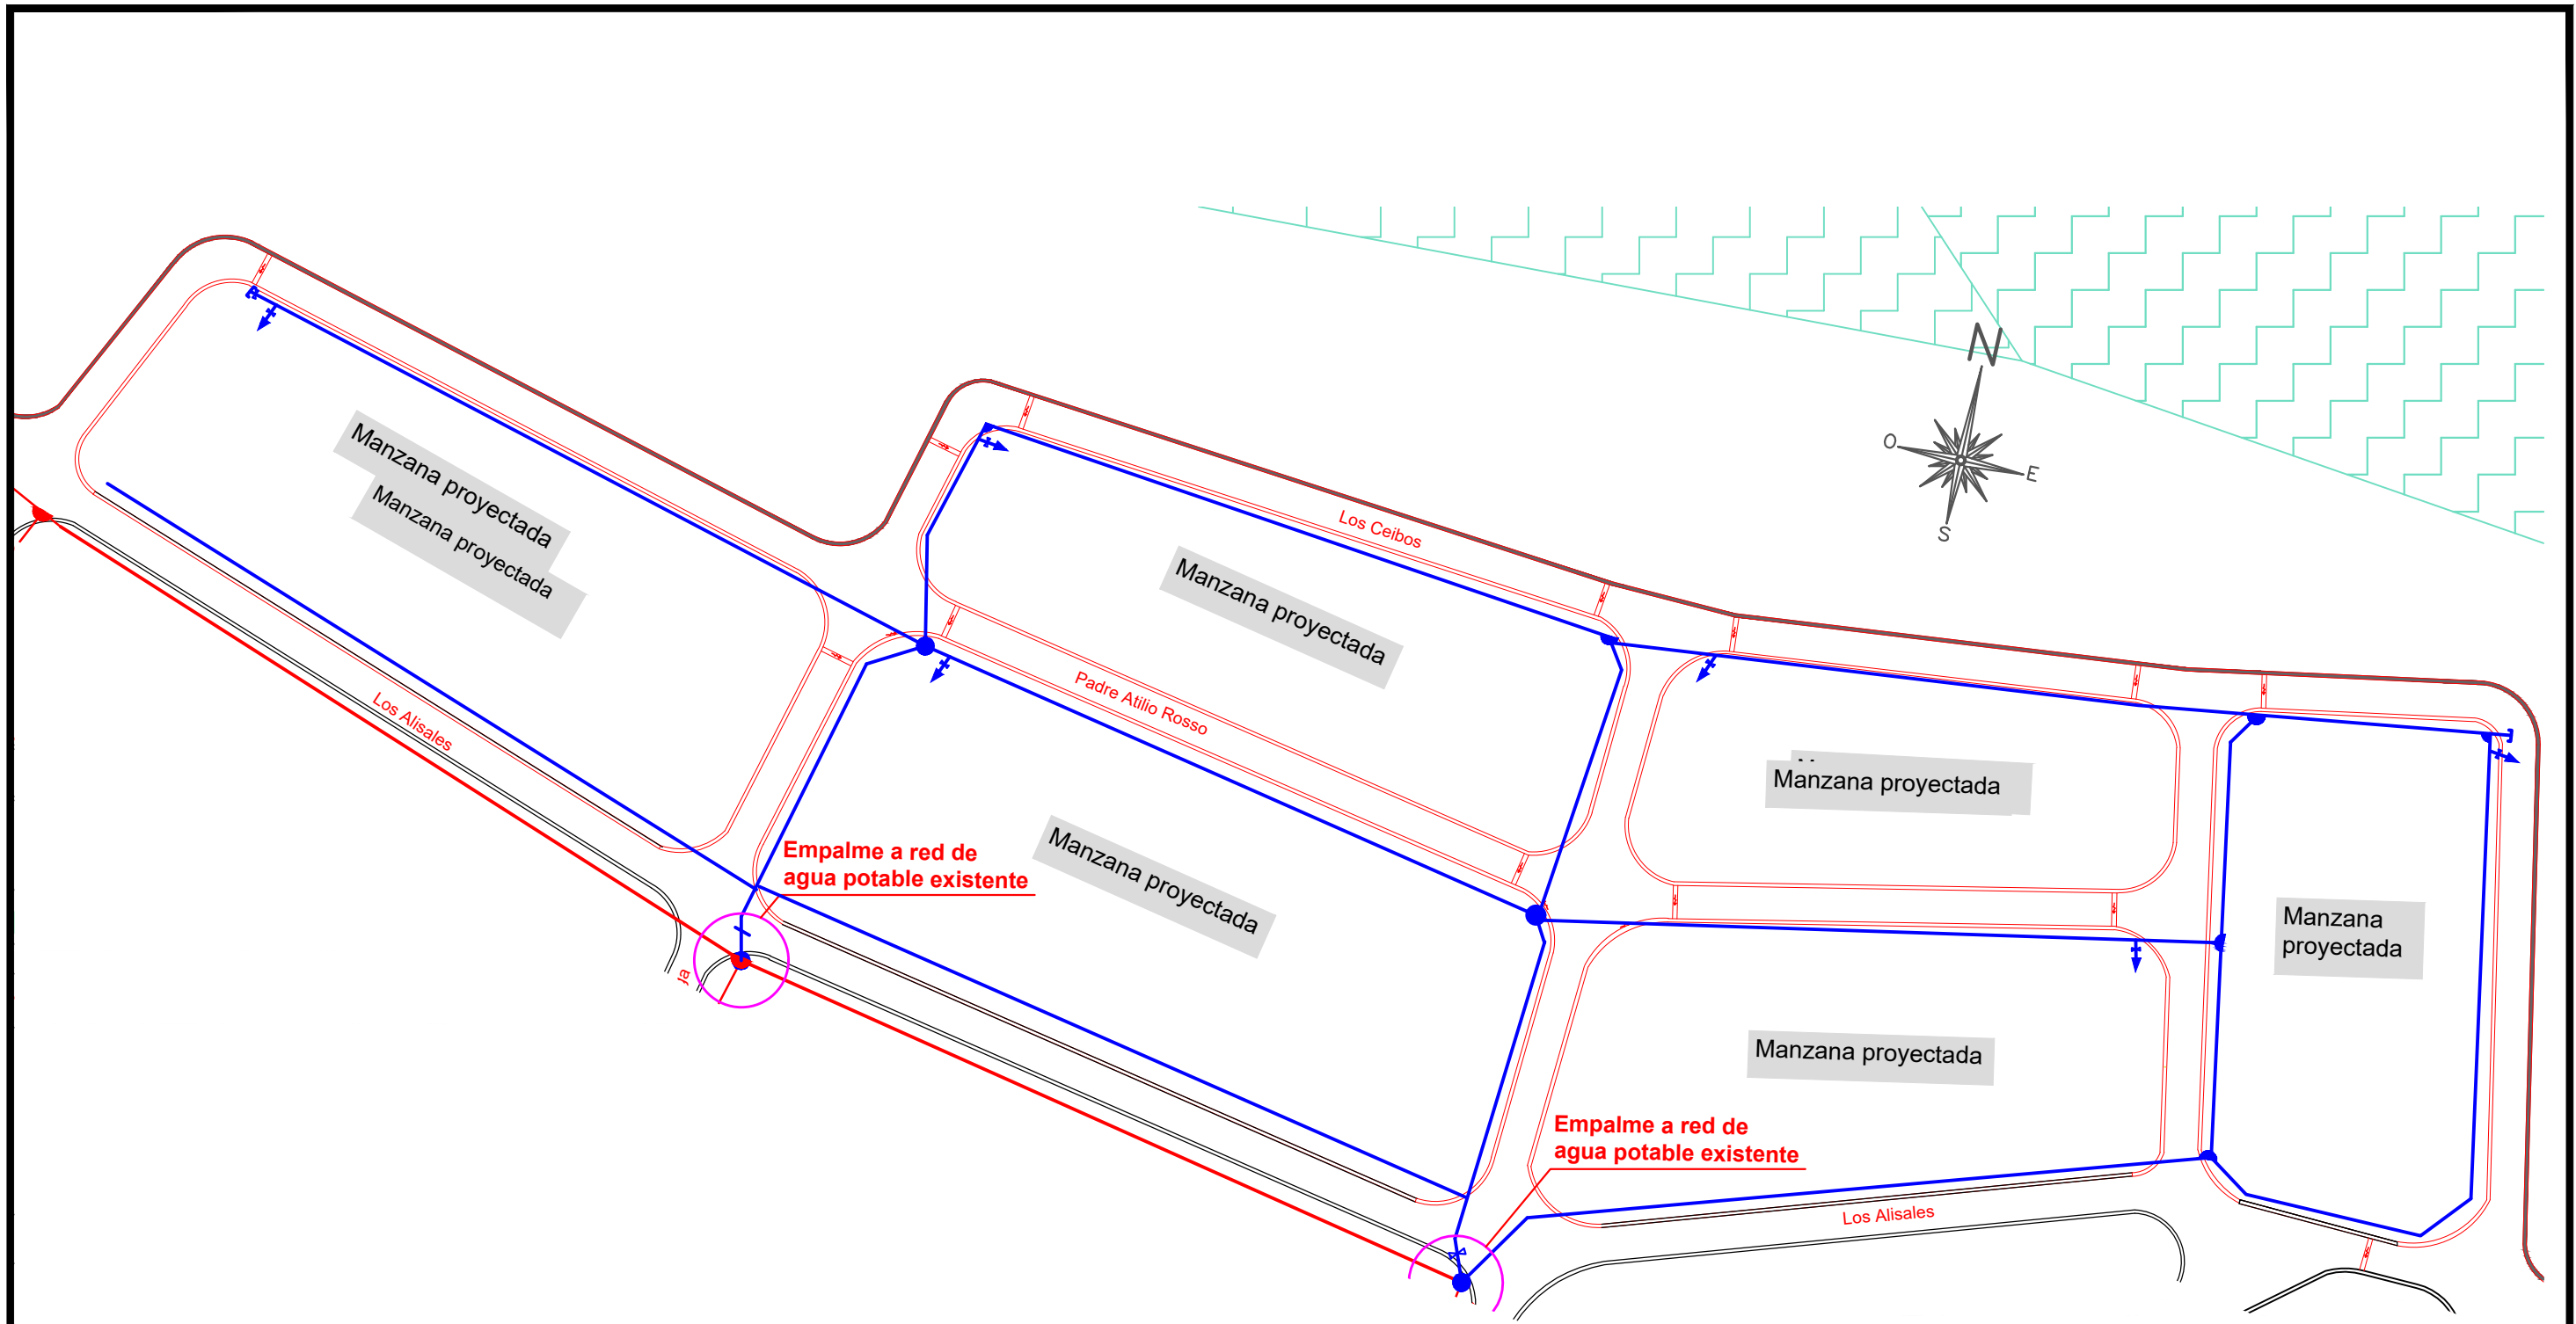 N
O
E
S
Manzana proyectada
Manzana proyectada
Los Ceibos
Manzana proyectada
Padre Atilio Rosso
Los Alisales
Manzana proyectada
Manzana proyectada
Empalme a red de
agua potable existente
Manzana
proyectada
Manzana proyectada
Empalme a red de
agua potable existente
Los Alisales